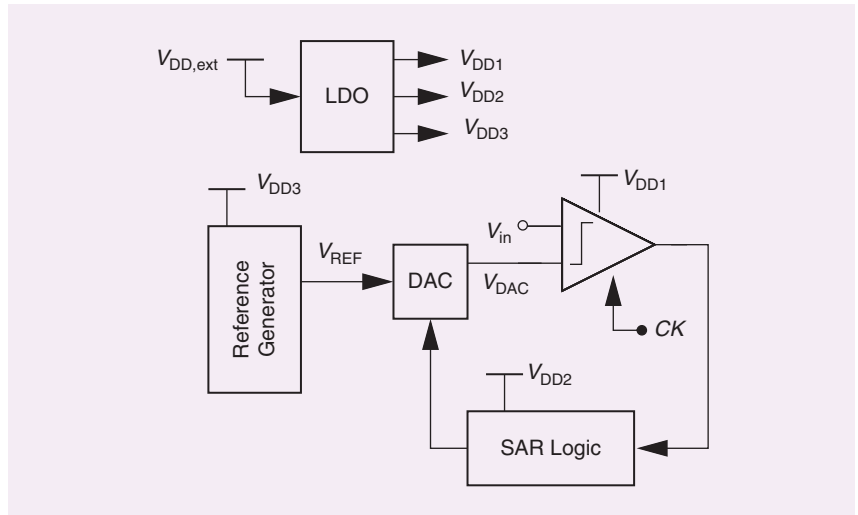 VDD,ext
LDO
VDD1
VDD2
VDD3
VDD3
VDD1
Vin
VREF
DAC
VDAC
Reference
Generator
CK
VDD2
SAR Logic